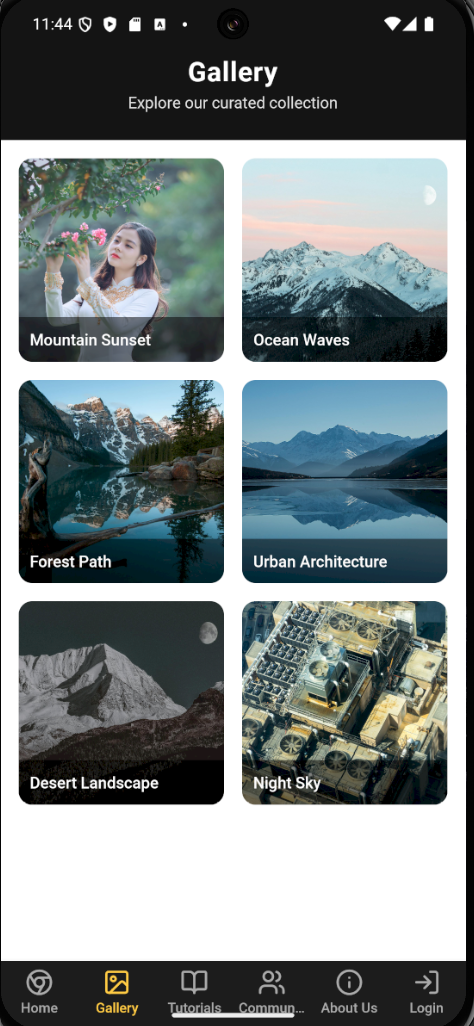 11:44
Gallery
Explore our curated collection
Mountain Sunset
Ocean Waves
Forest Path
Urban Architecture
Desert Landscape
Night Sky
Home
Gallery
Tutorials
Commun...
About Us
Login